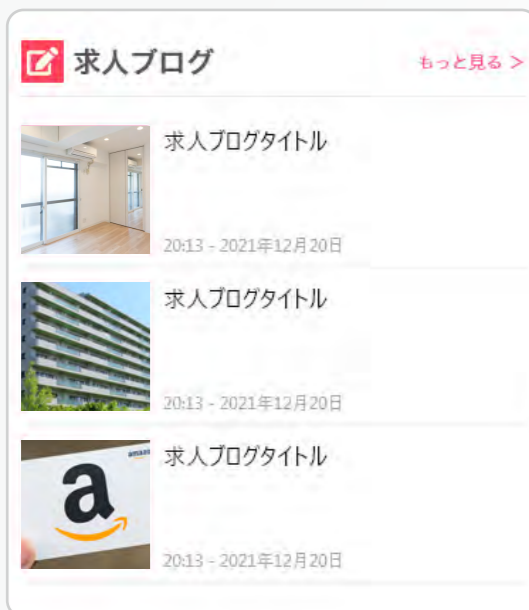 求人ブログ
もっと見る >
求人ブログタイトル
20:13 - 2021年12月20日
求人ブログタイトル
20:13 - 2021年12月20日
amazon
a
求人ブログタイトル
20:13 - 2021年12月20日